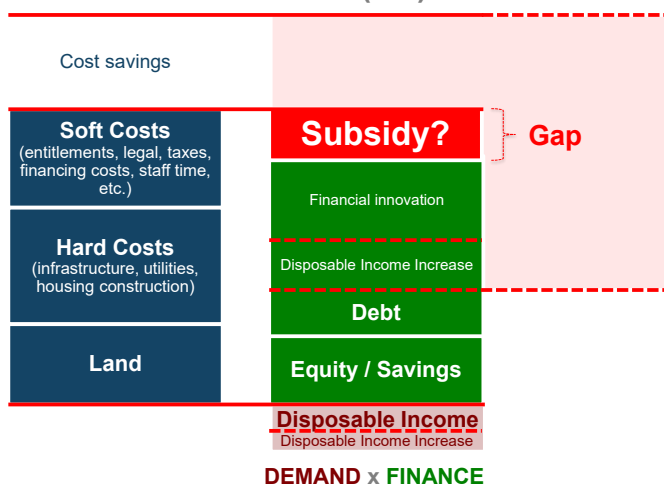 Cost savings
Soft Costs
(entitlements, legal, taxes,
financing costs, staff time,
etc.)
Hard Costs
(infrastructure, utilities,
housing construction)
Land
Subsidy?
Gap
Financial innovation
Disposable Income Increase
Debt
Equity / Savings
Disposable Income
Disposable Income Increase
DEMAND x FINANCE